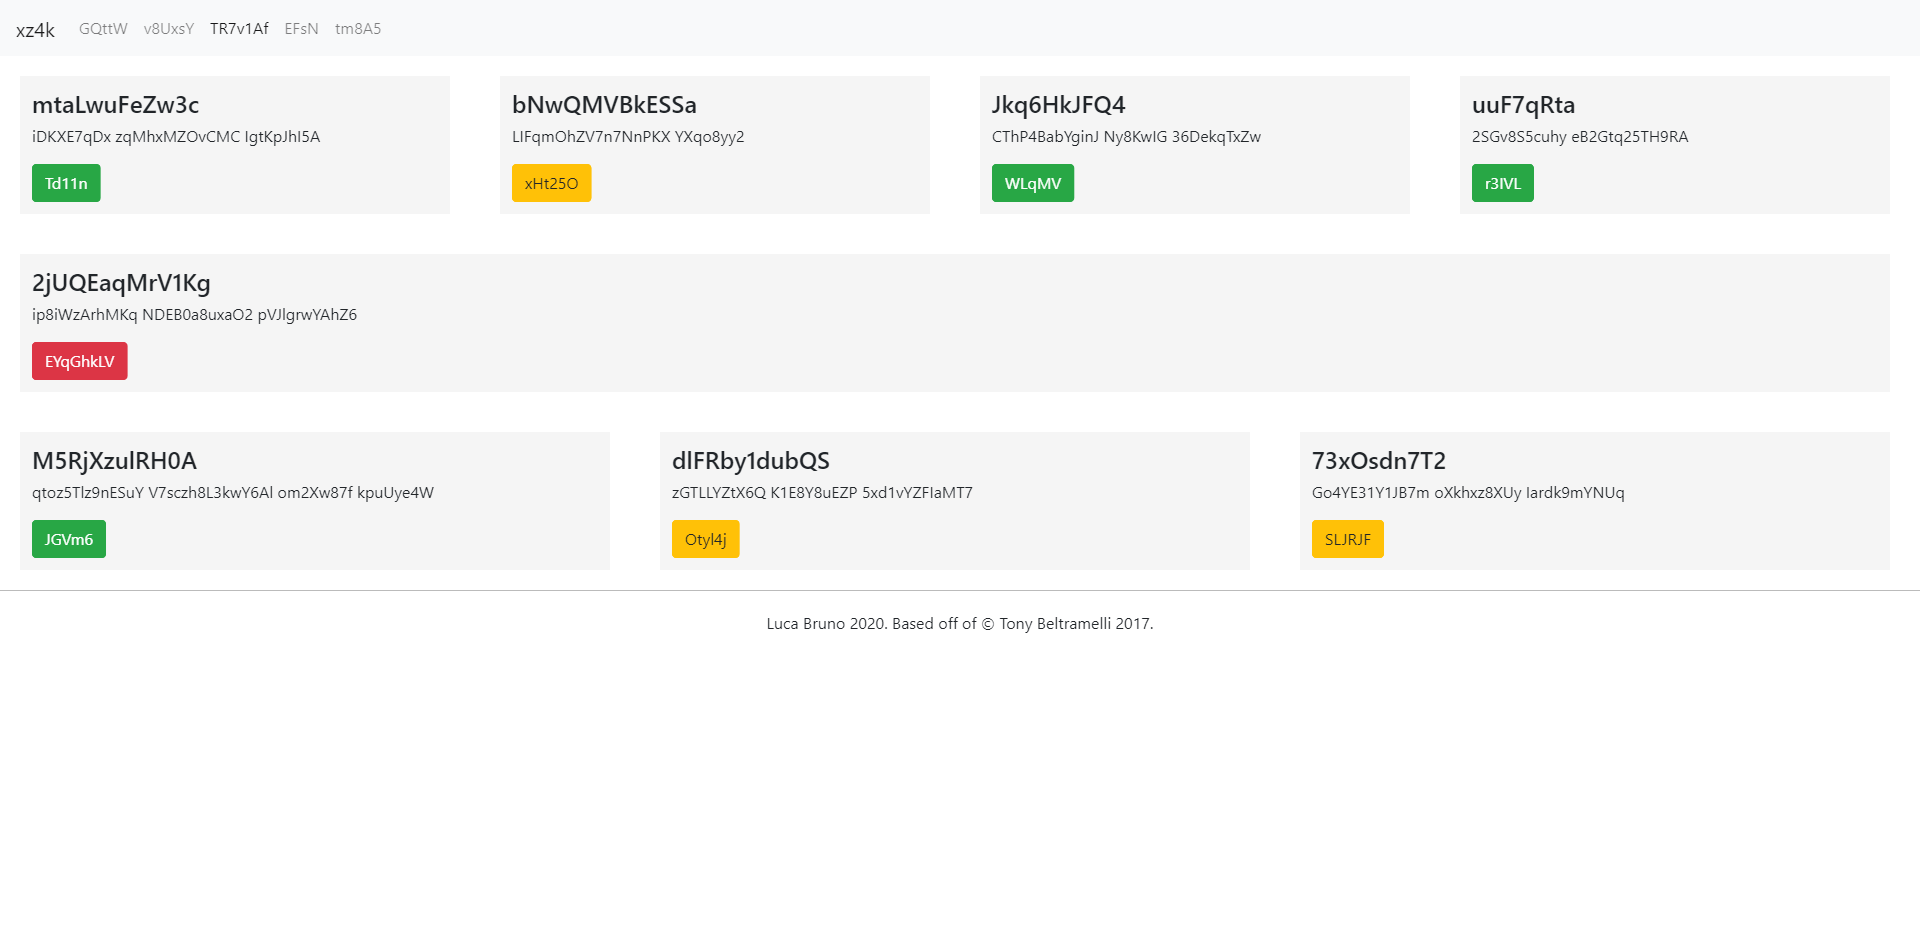 xz4k GQttW v8UxsY TR7v1Af EFsN tm8A5
mtaLwuFeZw3c
iDKXE7qDx zqMhxMZOvCMC IgtKpJhI5A
Td11n
bNwQMVBkESSa
LIFqmOhZV7n7NnPKX YXqo8yy2
xHt25O
Jkq6HkJFQ4
CThP4BabYginJ Ny8KwIG 36DekqTxZw
WLqMV
uuF7qRta
2SGv8S5cuhy eB2Gtq25TH9RA
r3IVL
2jUQEaqMrV1Kg
ip8iWzArhMKq NDEB0a8uxaO2 pVJlgrwYAhZ6
EYqGhkLV
M5RjXzulRH0A
qtoz5Tlz9nESuY V7sczh8L3kwY6Al om2Xw87f kpuUye4W
JGVm6
dlFRby1dubQS
zGTLLYZtX6Q K1E8Y8uEZP 5xd1vYZFIaMT7
Otyl4j
73xOsdn7T2
Go4YE31Y1JB7m oXkhxz8XUy Iardk9mYNUq
SLJRJF
Luca Bruno 2020. Based off of © Tony Beltramelli 2017.